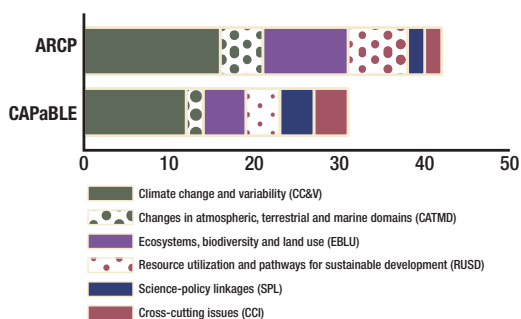 ARCP
CAPaBLE
0 10 20 30 40 50
Climate change and variability (CC&V)
Changes in atmospheric, terrestrial and marine domains (CATMD)
Ecosystems, biodiversity and land use (EBLU)
Resource utilization and pathways for sustainable development (RUSD)
Science-policy linkages (SPL)
Cross-cutting issues (CCI)